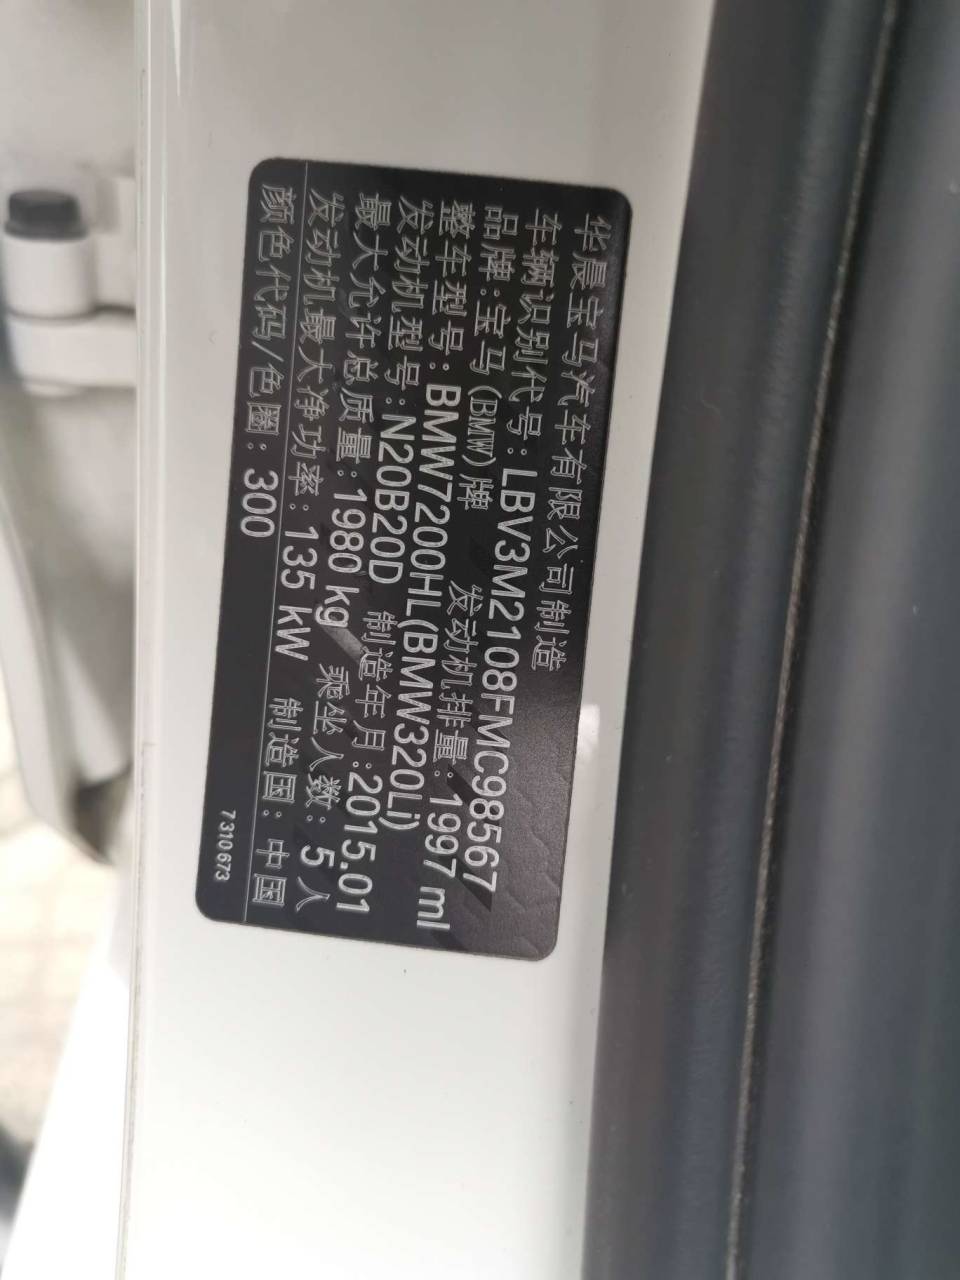 华晨宝马汽车有限公司制造
车辆识别代号：LBV3M2108FMC98567
品牌：宝马(BMW)牌 发动机排量：1997 ml
整车型号：BMW7200HL(BMW320Li)
发动机型号：N20B20D 制造年月：2015.01
最大允许总质量：1980 kg 乘坐人数：5 人
发动机最大净功率：135 kW 制造国：中国
颜色代码/色圈：300
7310673